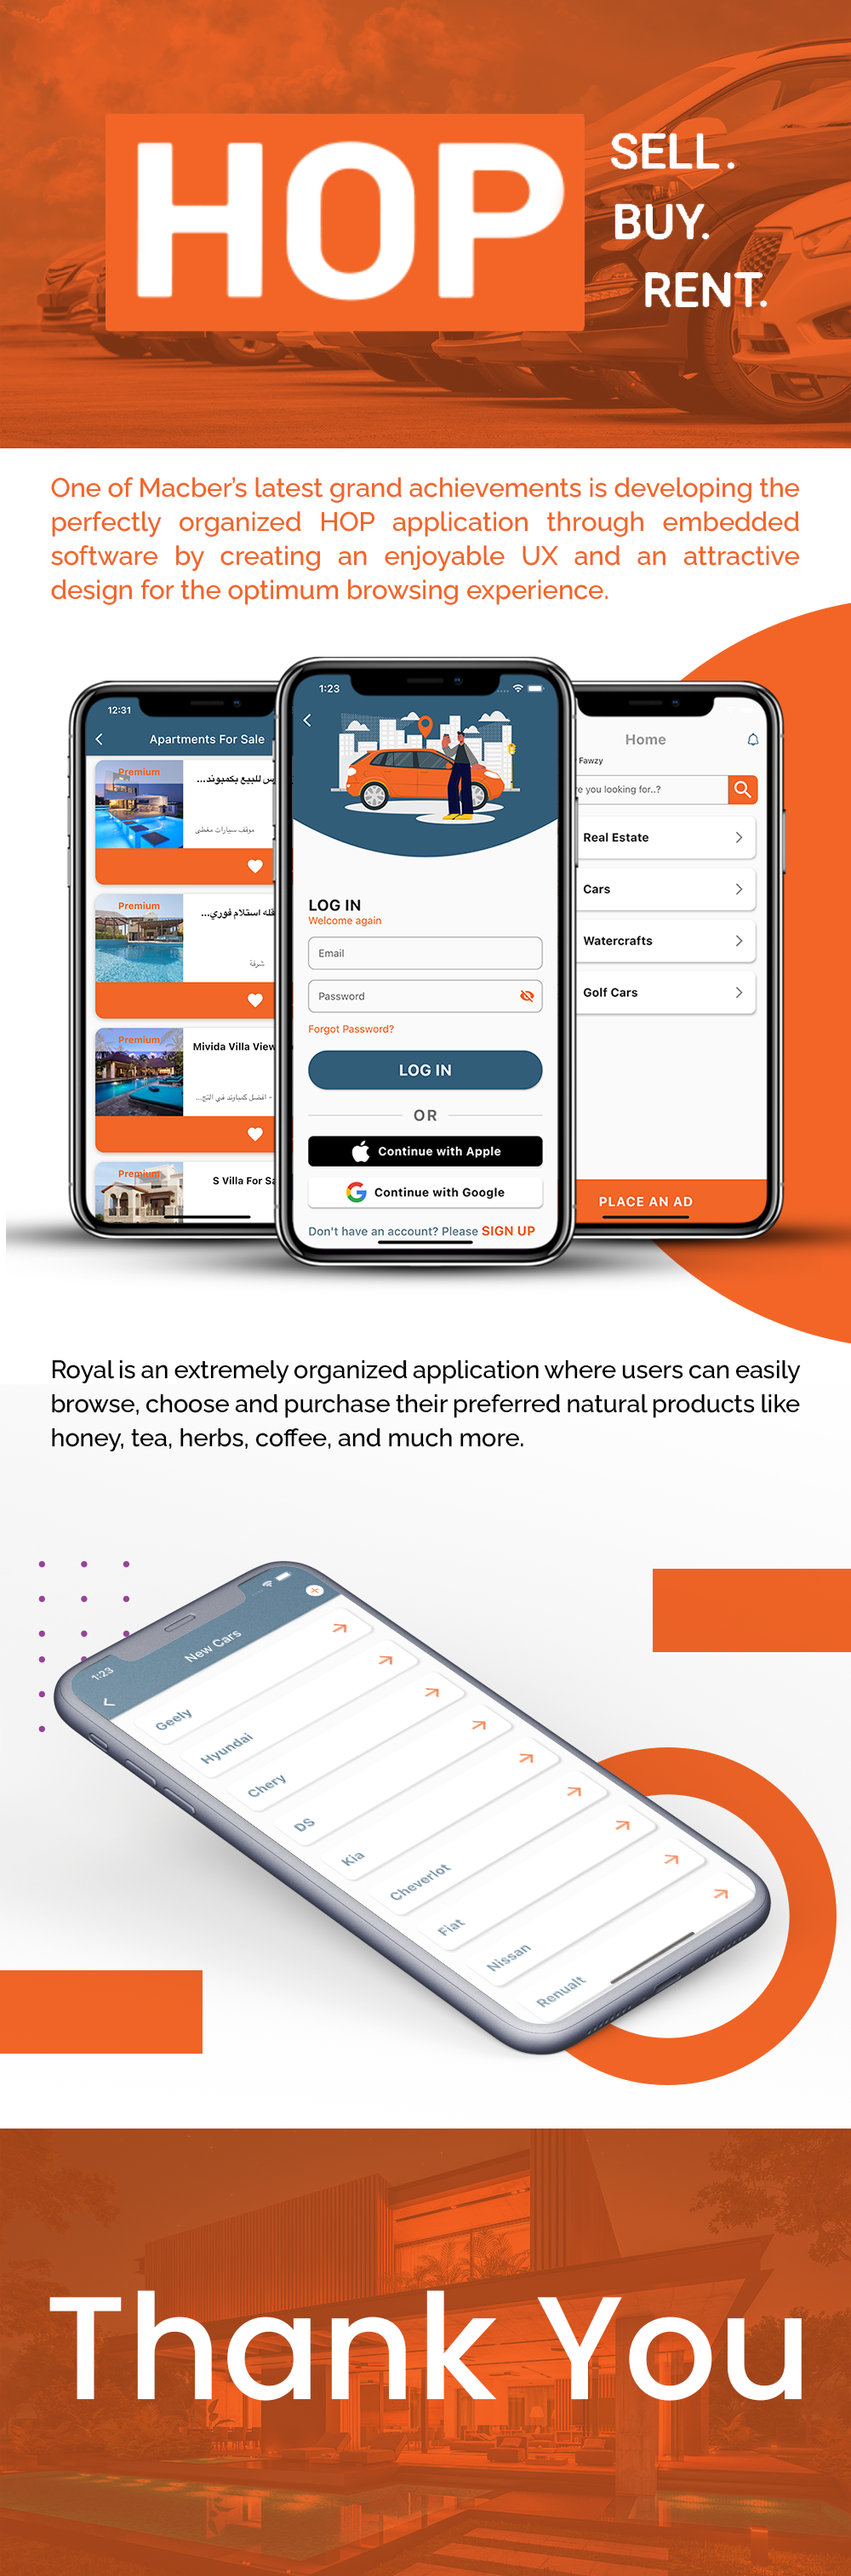 HOP
SELL.
BUY.
RENT.
One of Macber's latest grand achievements is developing the
perfectly organized HOP application through embedded
software by creating an enjoyable UX and an attractive
design for the optimum browsing experience.
12:31
Apartments For Sale
Premium
رس للبيع بكمبوند...
موقف سيارات مغطى
Premium
قله استلام فوري...
شرفة
Premium
Mivida Villa View
Premium
S Villa For Sa
1:23
LOG IN
Welcome again
Email
Password
Forgot Password?
LOG IN
OR
Continue with Apple
Continue with Google
Don't have an account? Please SIGN UP
Home
Fawzy
re you looking for..?
Real Estate
Cars
Watercrafts
Golf Cars
PLACE AN AD
Royal is an extremely organized application where users can easily
browse, choose and purchase their preferred natural products like
honey, tea, herbs, coffee, and much more.
1:23
New Cars
Geely
Hyundai
Chery
DS
Kia
Cheverlot
Fiat
Nissan
Renualt
Thank You